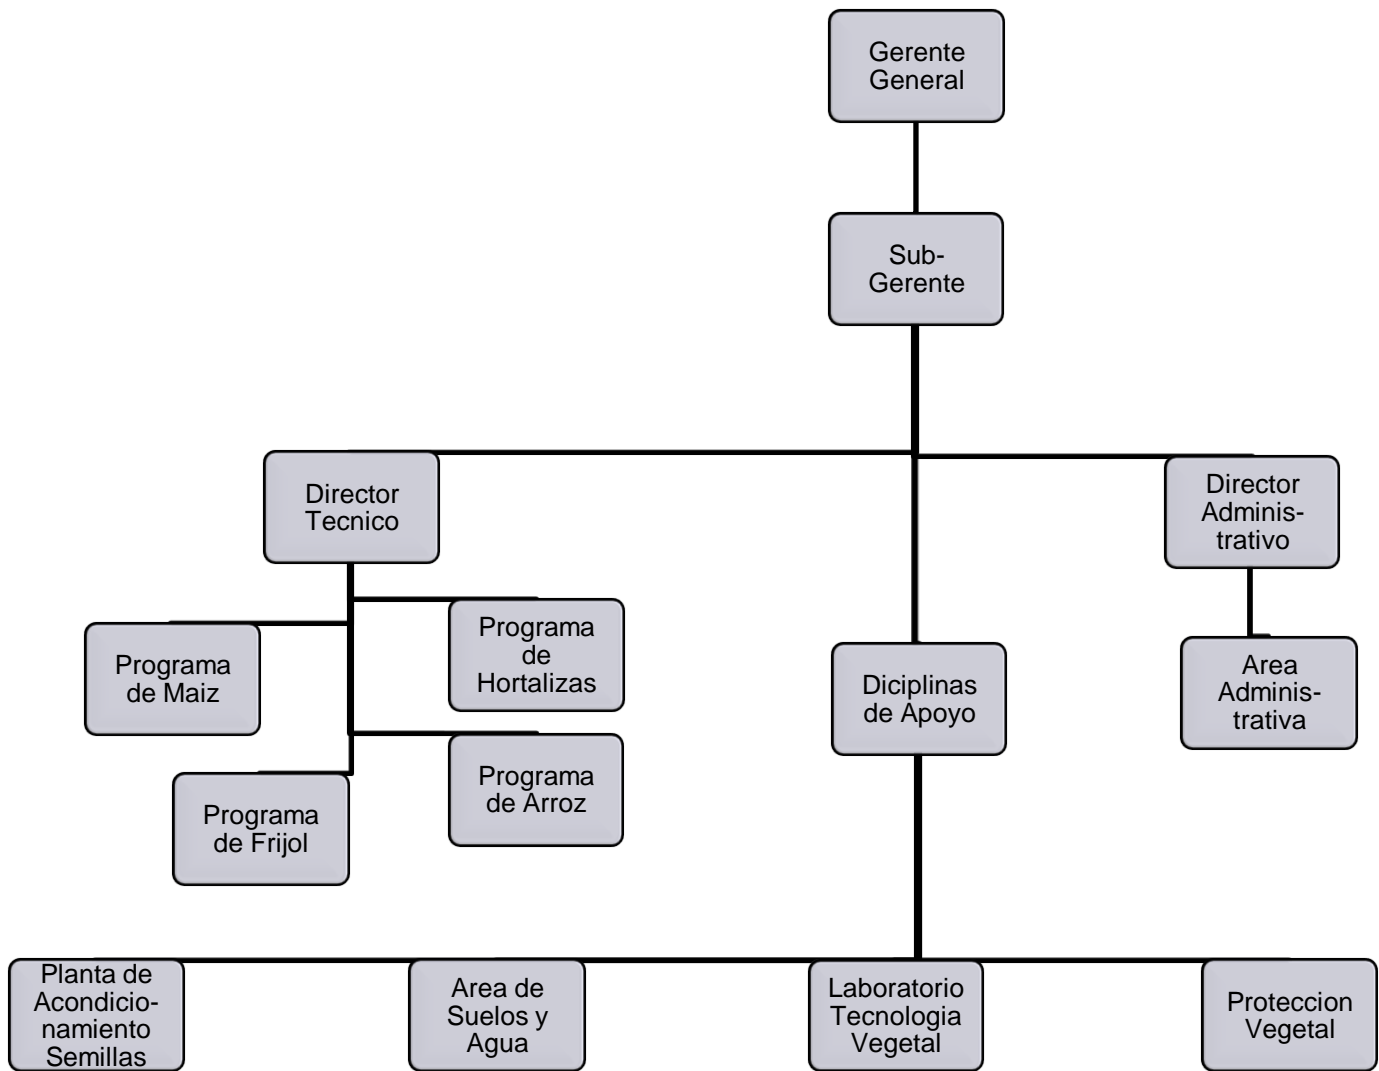 Gerente
General
Sub-
Gerente
Director
Tecnico
Director
Adminis-
trativo
Programa
de
Hortalizas
Programa
de Maiz
Diciplinas
de Apoyo
Area
Adminis-
trativa
Programa
de Arroz
Programa
de Frijol
Planta de
Acondicio-
namiento
Semillas
Area de
Suelos y
Agua
Laboratorio
Tecnologia
Vegetal
Proteccion
Vegetal